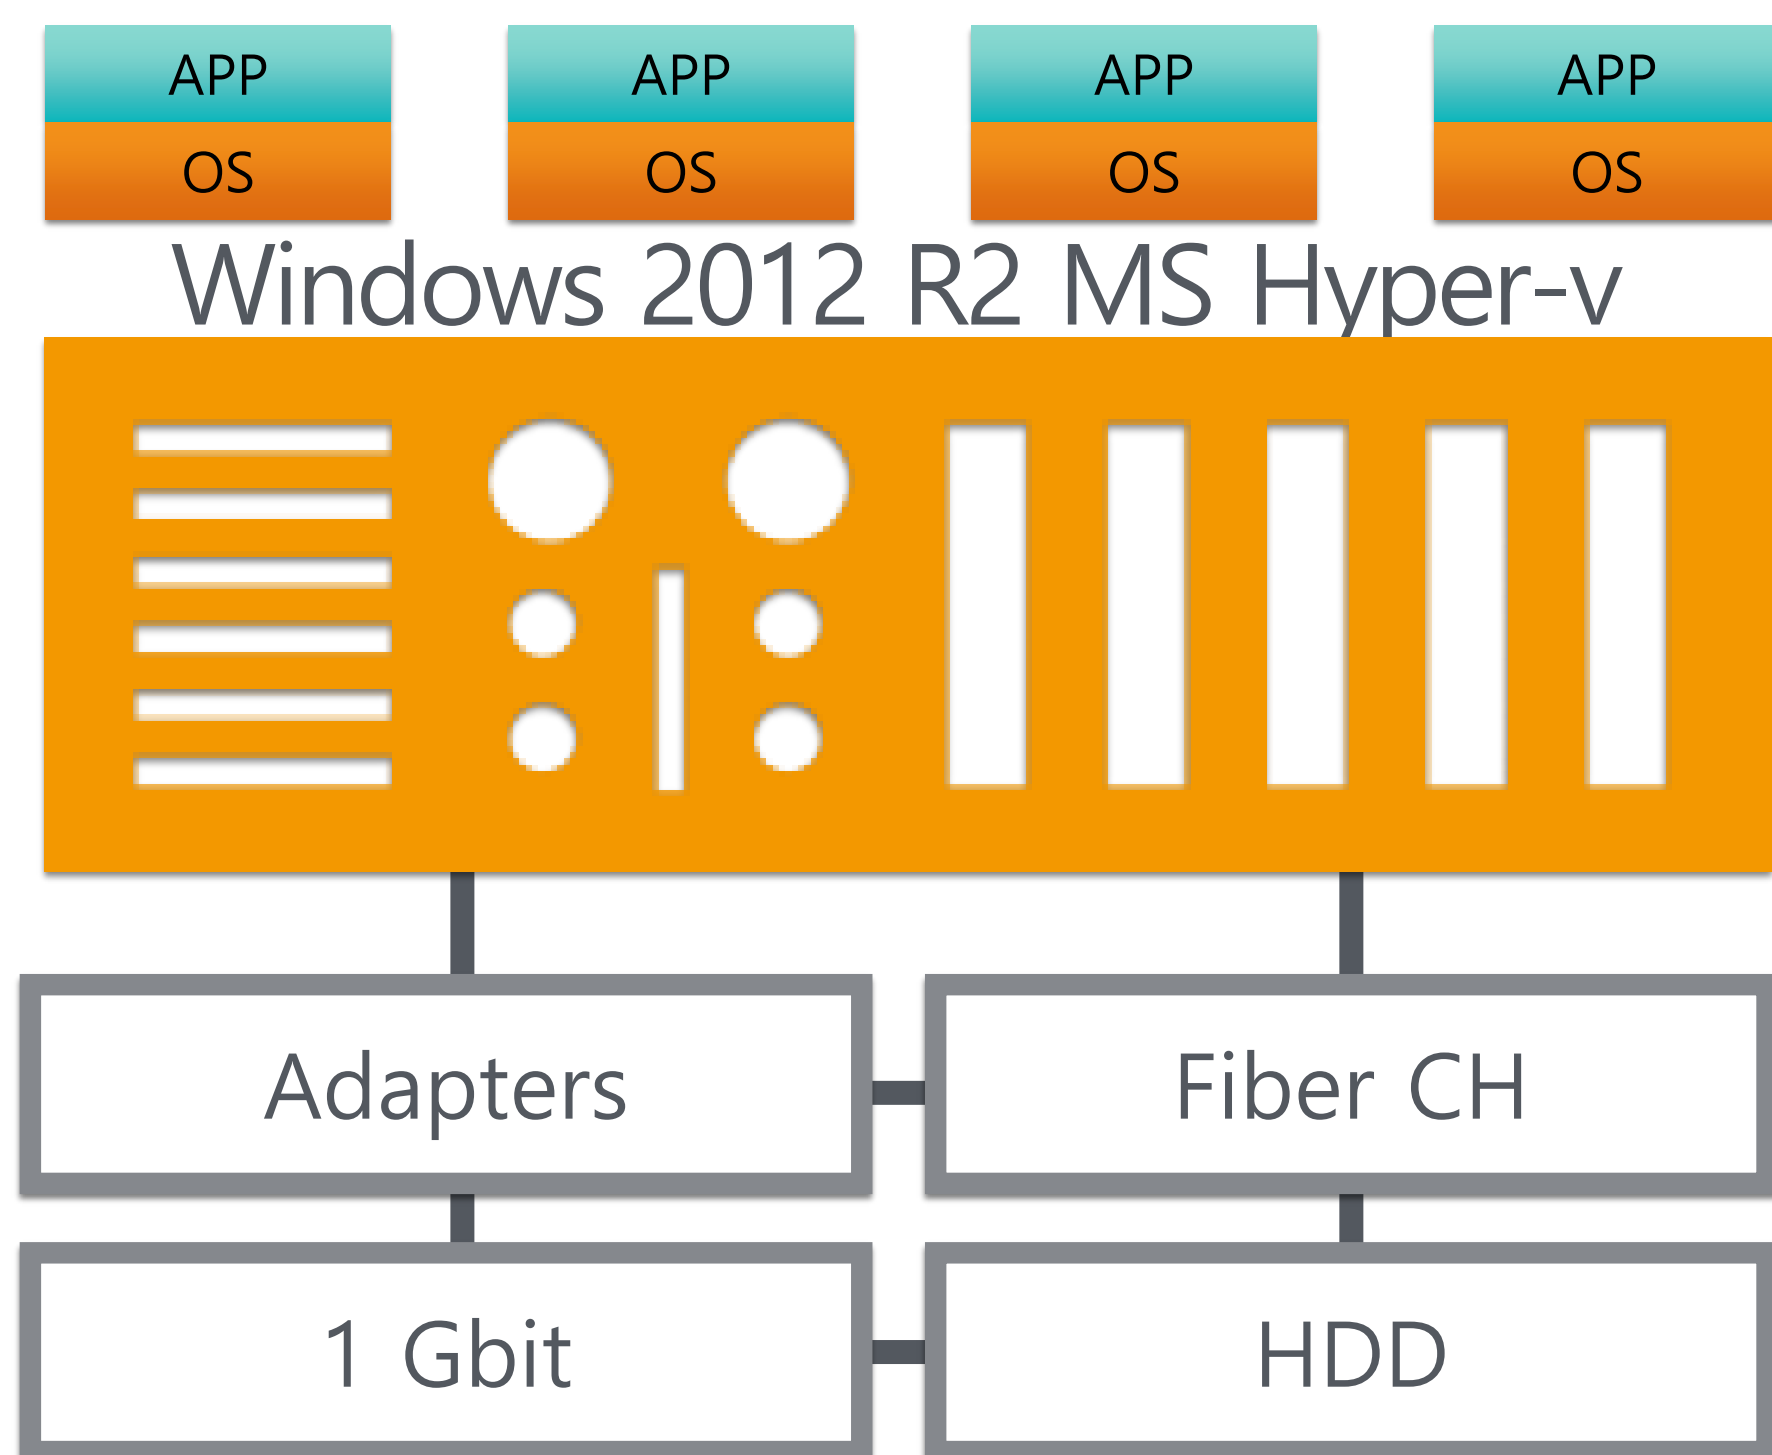 APP APP APP APP
OS OS OS OS
Windows 2012 R2 MS Hyper-v
Adapters Fiber CH
1 Gbit HDD